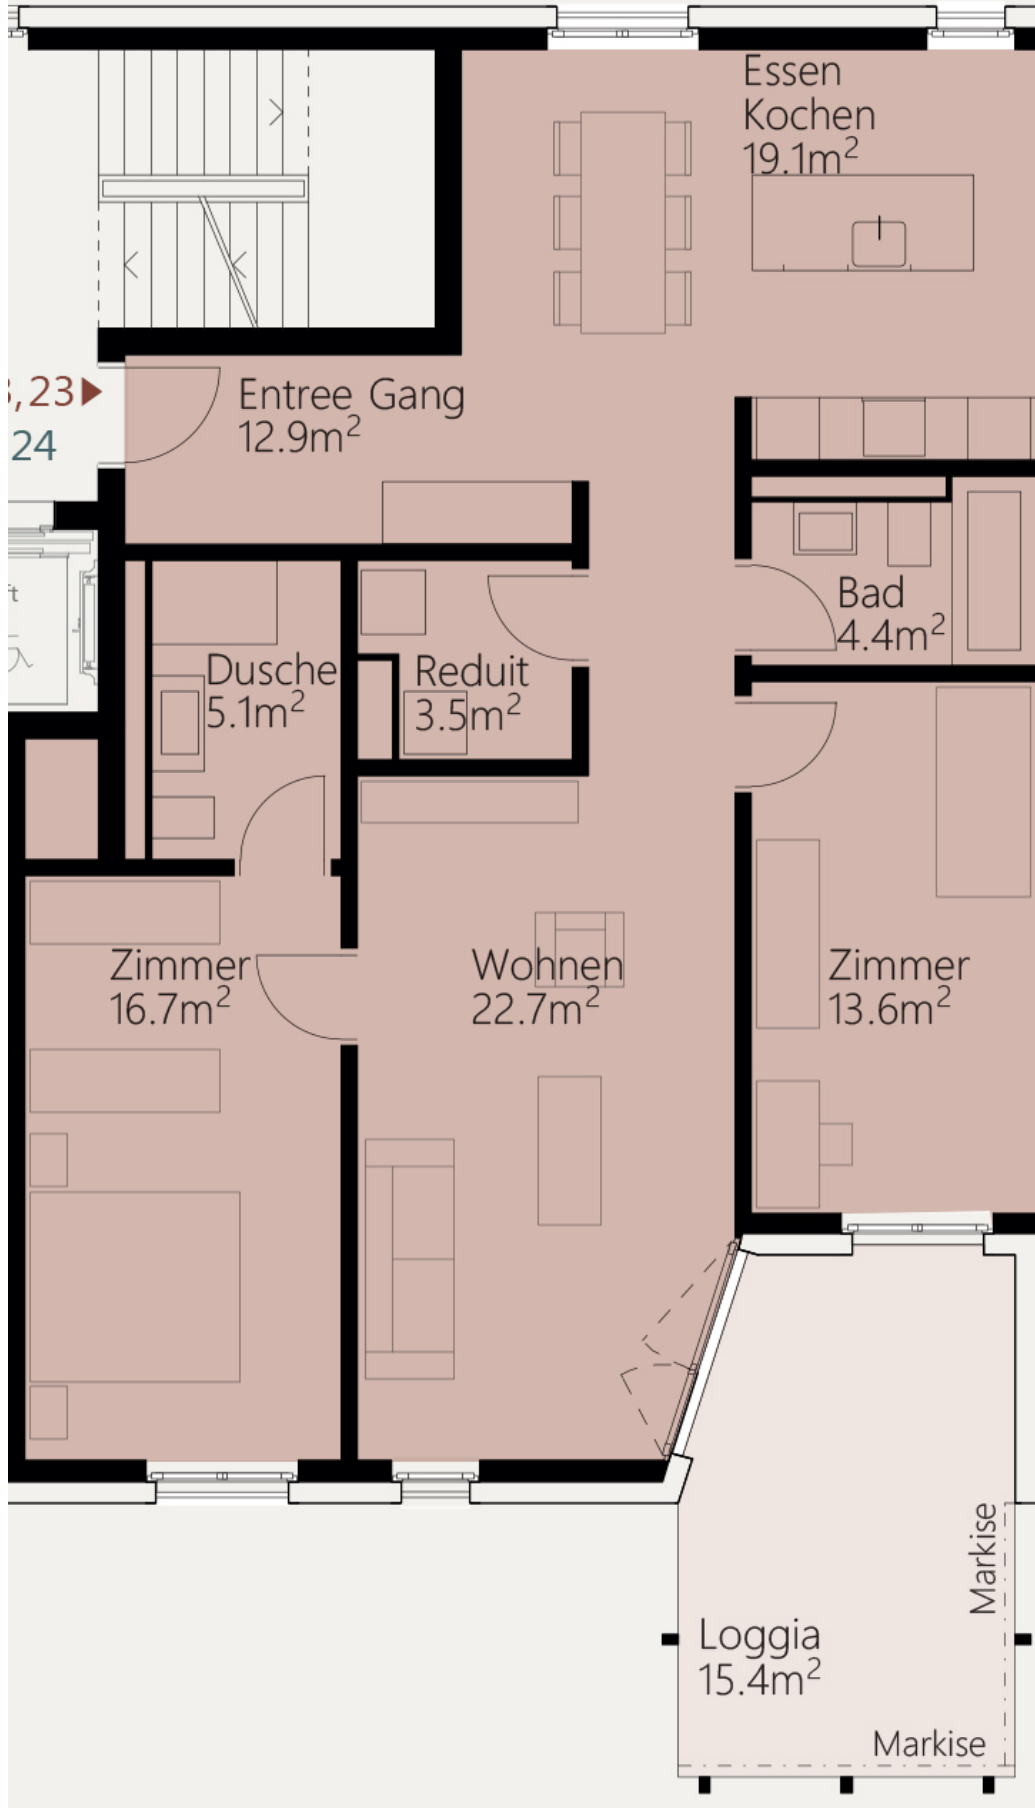 Essen
Kochen
19.1m²
, 23
24
Entree Gang
12.9m²
Bad
4.4m²
Dusche
5.1m²
Reduit
3.5m²
Zimmer
16.7m²
Wohnen
22.7m²
Zimmer
13.6m²
Markise
Loggia
15.4m²
Markise